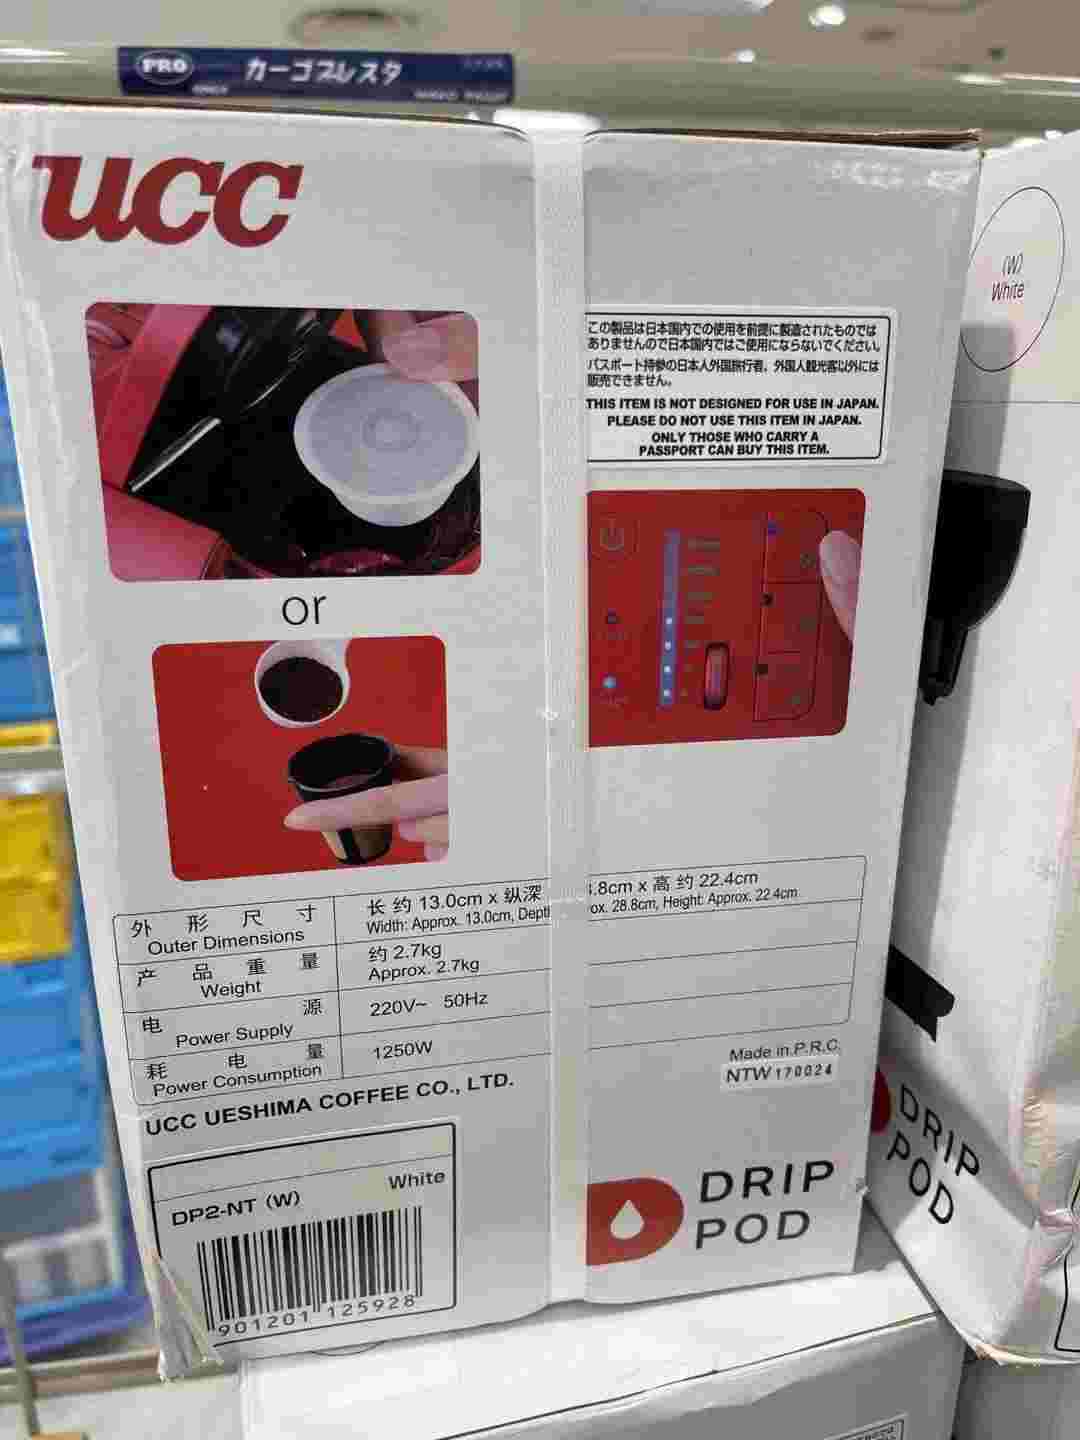 PRO
カーゴプレスタ
ucc
(W)
White
この製品は日本国内での使用を前提に製造されたものでは
ありませんので日本国内ではご使用にならないでください。
パスポート持参の日本人外国旅行者、外国人観光客以外には
販売できません。
THIS ITEM IS NOT DESIGNED FOR USE IN JAPAN.
PLEASE DO NOT USE THIS ITEM IN JAPAN.
ONLY THOSE WHO CARRY A
PASSPORT CAN BUY THIS ITEM.
or
外形尺寸
Outer Dimensions
长 约 13.0cm x 纵深 .8cm x 高 约 22.4cm
Width: Approx. 13.0cm, Depth ox. 28.8cm, Height: Approx. 22.4cm
产品重量
Weight
约 2.7kg
Approx. 2.7kg
电源
Power Supply
220V~ 50Hz
耗电量
Power Consumption
1250W
UCC UESHIMA COFFEE CO., LTD.
Made in P.R.C.
NTW170024
White
DP2-NT (W)
901201 125928
DRIP
POD
DRIP
POD